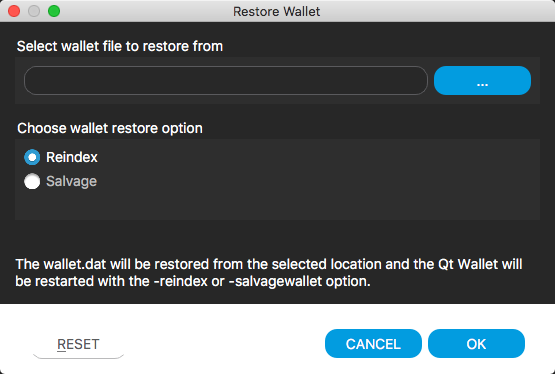 Restore Wallet
Select wallet file to restore from
...
Choose wallet restore option
Reindex
Salvage
The wallet.dat will be restored from the selected location and the Qt Wallet will
be restarted with the -reindex or -salvagewallet option.
RESET CANCEL OK